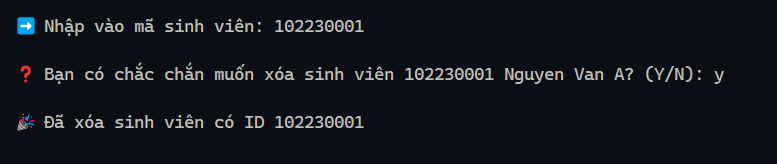 ➡️ Nhập vào mã sinh viên: 102230001
❓ Bạn có chắc chắn muốn xóa sinh viên 102230001 Nguyen Van A? (Y/N): y
🎉 Đã xóa sinh viên có ID 102230001